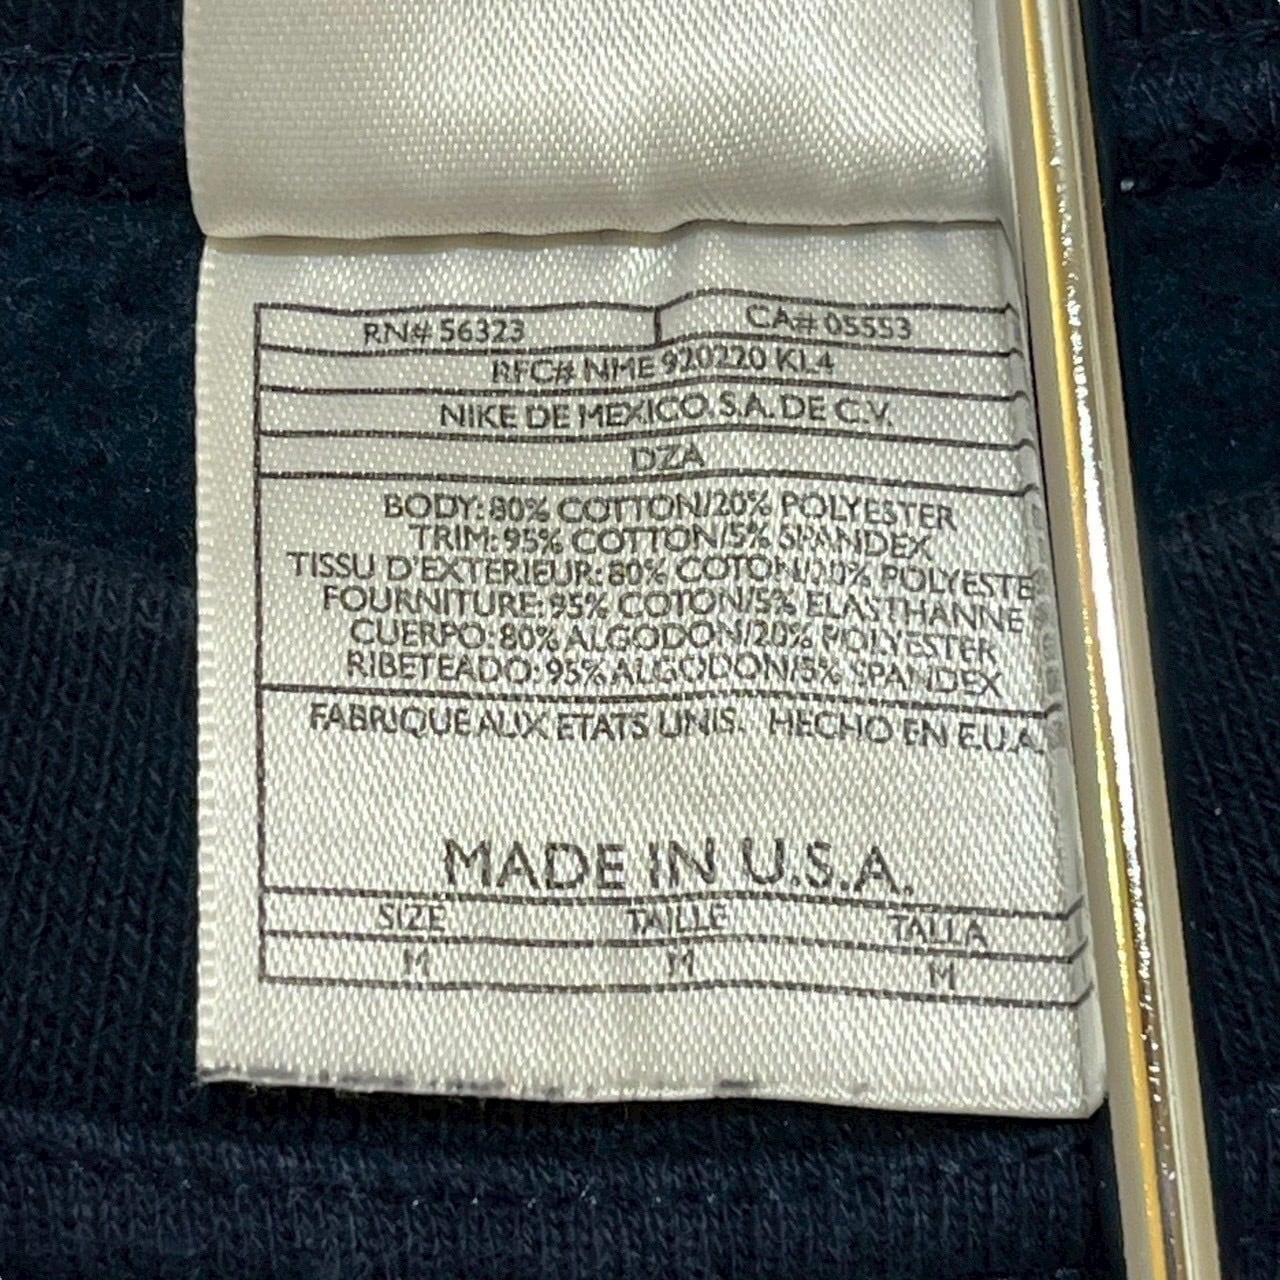 RN# 56323 CA# 05553
RFC# NME 920220 KL4
NIKE DE MEXICO S.A. DE C.V.
DZA
BODY: 80% COTTON/20% POLYESTER
TRIM: 95% COTTON/5% SPANDEX
TISSU D'EXTERIEUR: 80% COTON/20% POLYESTE
FOURNITURE: 95% COTON/5% ELASTHANNE
CUERPO: 80% ALGODON/20% POLYESTER
RIBETEADO: 95% ALGODON/5% SPANDEX
FABRIQUE AUX ETATS UNIS. HECHO EN E.U.A.
MADE IN U.S.A.
SIZE TAILLE TALLA
M M M